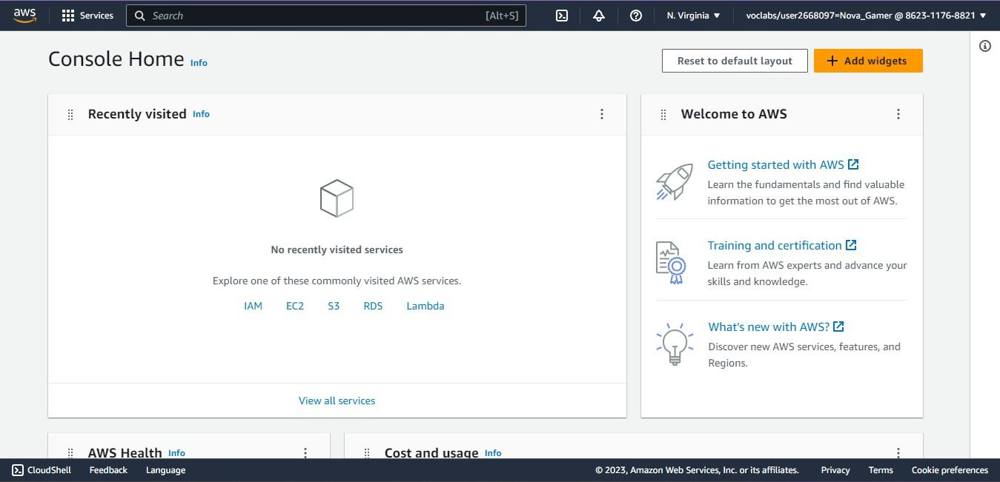 aws
Services
Search
[Alt+S]
N. Virginia
voclabs/user2668097=Nova_Gamer @ 8623-1176-8821
Console Home Info
Reset to default layout
Add widgets
Recently visited Info
No recently visited services
Explore one of these commonly visited AWS services.
IAM EC2 S3 RDS Lambda
View all services
Welcome to AWS
Getting started with AWS
Learn the fundamentals and find valuable
information to get the most out of AWS.
Training and certification
Learn from AWS experts and advance your
skills and knowledge.
What's new with AWS?
Discover new AWS services, features, and
Regions.
AWS Health Info
Cost and usage Info
CloudShell Feedback Language
© 2023, Amazon Web Services, Inc. or its affiliates. Privacy Terms Cookie preferences